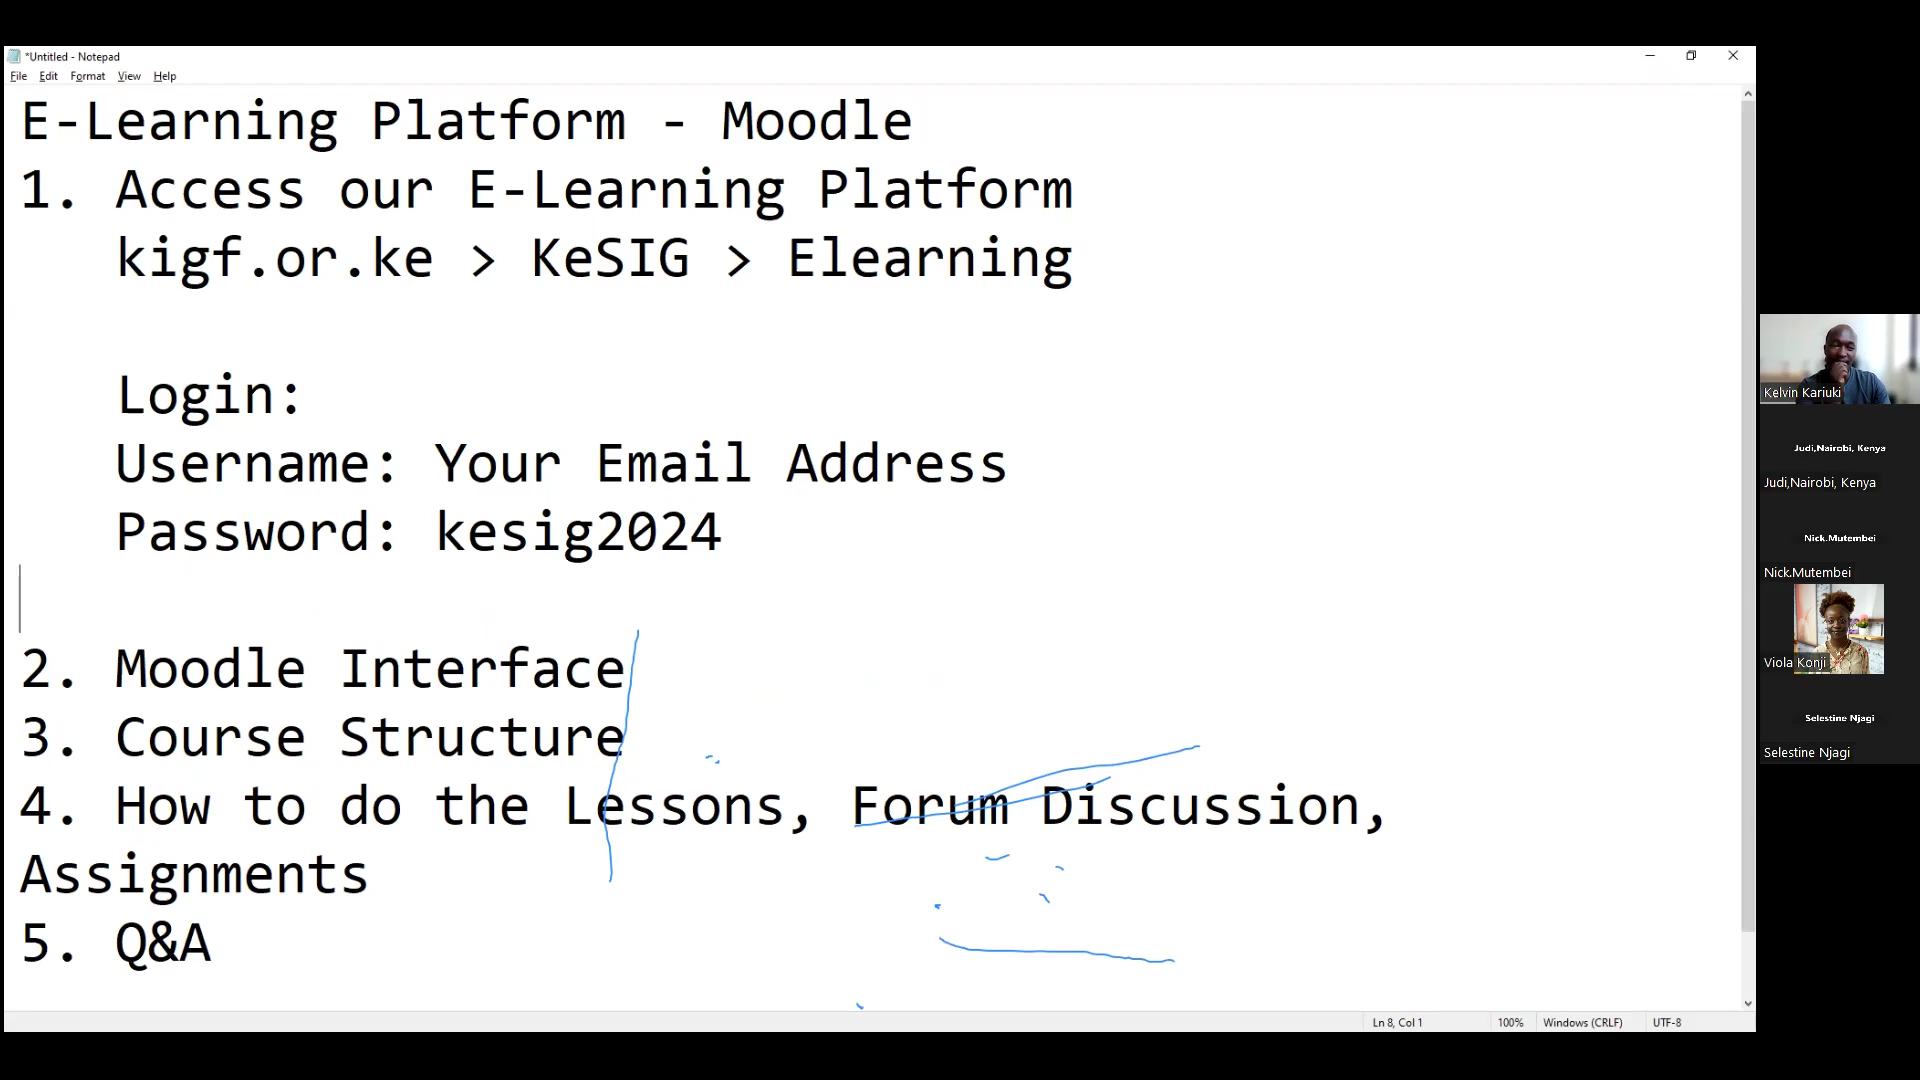 *Untitled - Notepad
File Edit Format View Help
E-Learning Platform - Moodle
1. Access our E-Learning Platform
kigf.or.ke > KeSIG > Elearning
Login:
Username: Your Email Address
Password: kesig2024
2. Moodle Interface
3. Course Structure
4. How to do the Lessons, Forum Discussion,
Assignments
5. Q&A
Ln 8, Col 1 100% Windows (CRLF) UTF-8
Kelvin Kariuki
Judi,Nairobi, Kenya
Judi,Nairobi, Kenya
Nick.Mutembei
Nick.Mutembei
Viola Konji
Selestine Njagi
Selestine Njagi